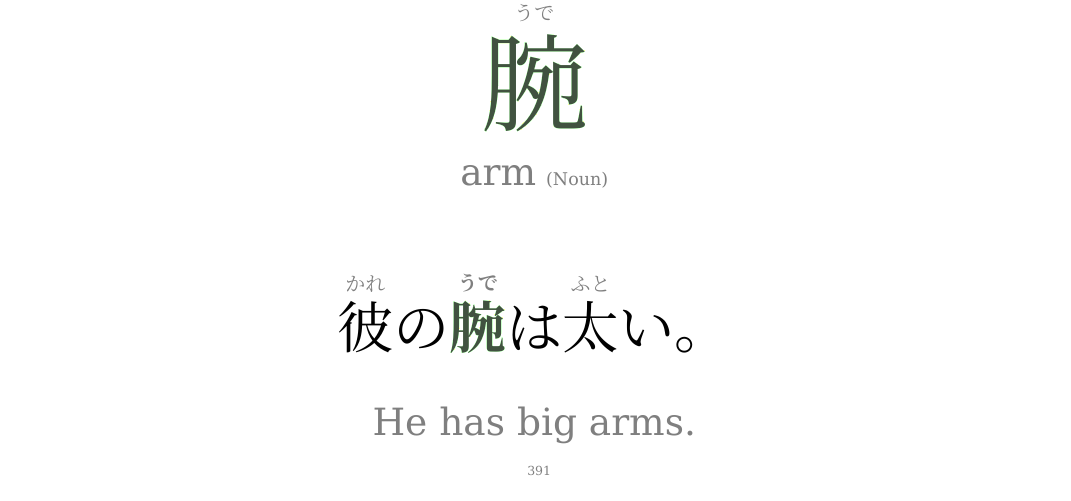 うで
腕
arm (Noun)
かれ うで ふと
彼の腕は太い。
He has big arms.
391